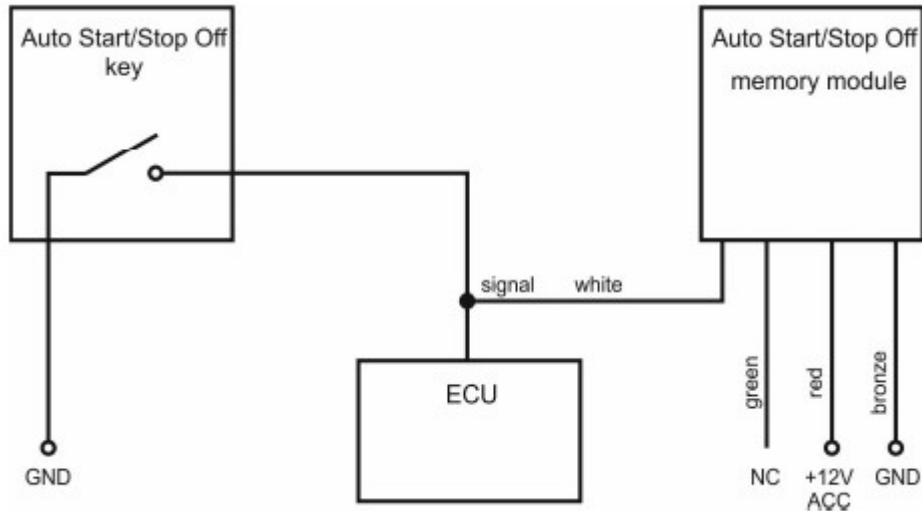 Auto Start/Stop Off
key
Auto Start/Stop Off
memory module
signal white
ECU
green
red
bronze
GND
NC
+12V
AÇÇ
GND